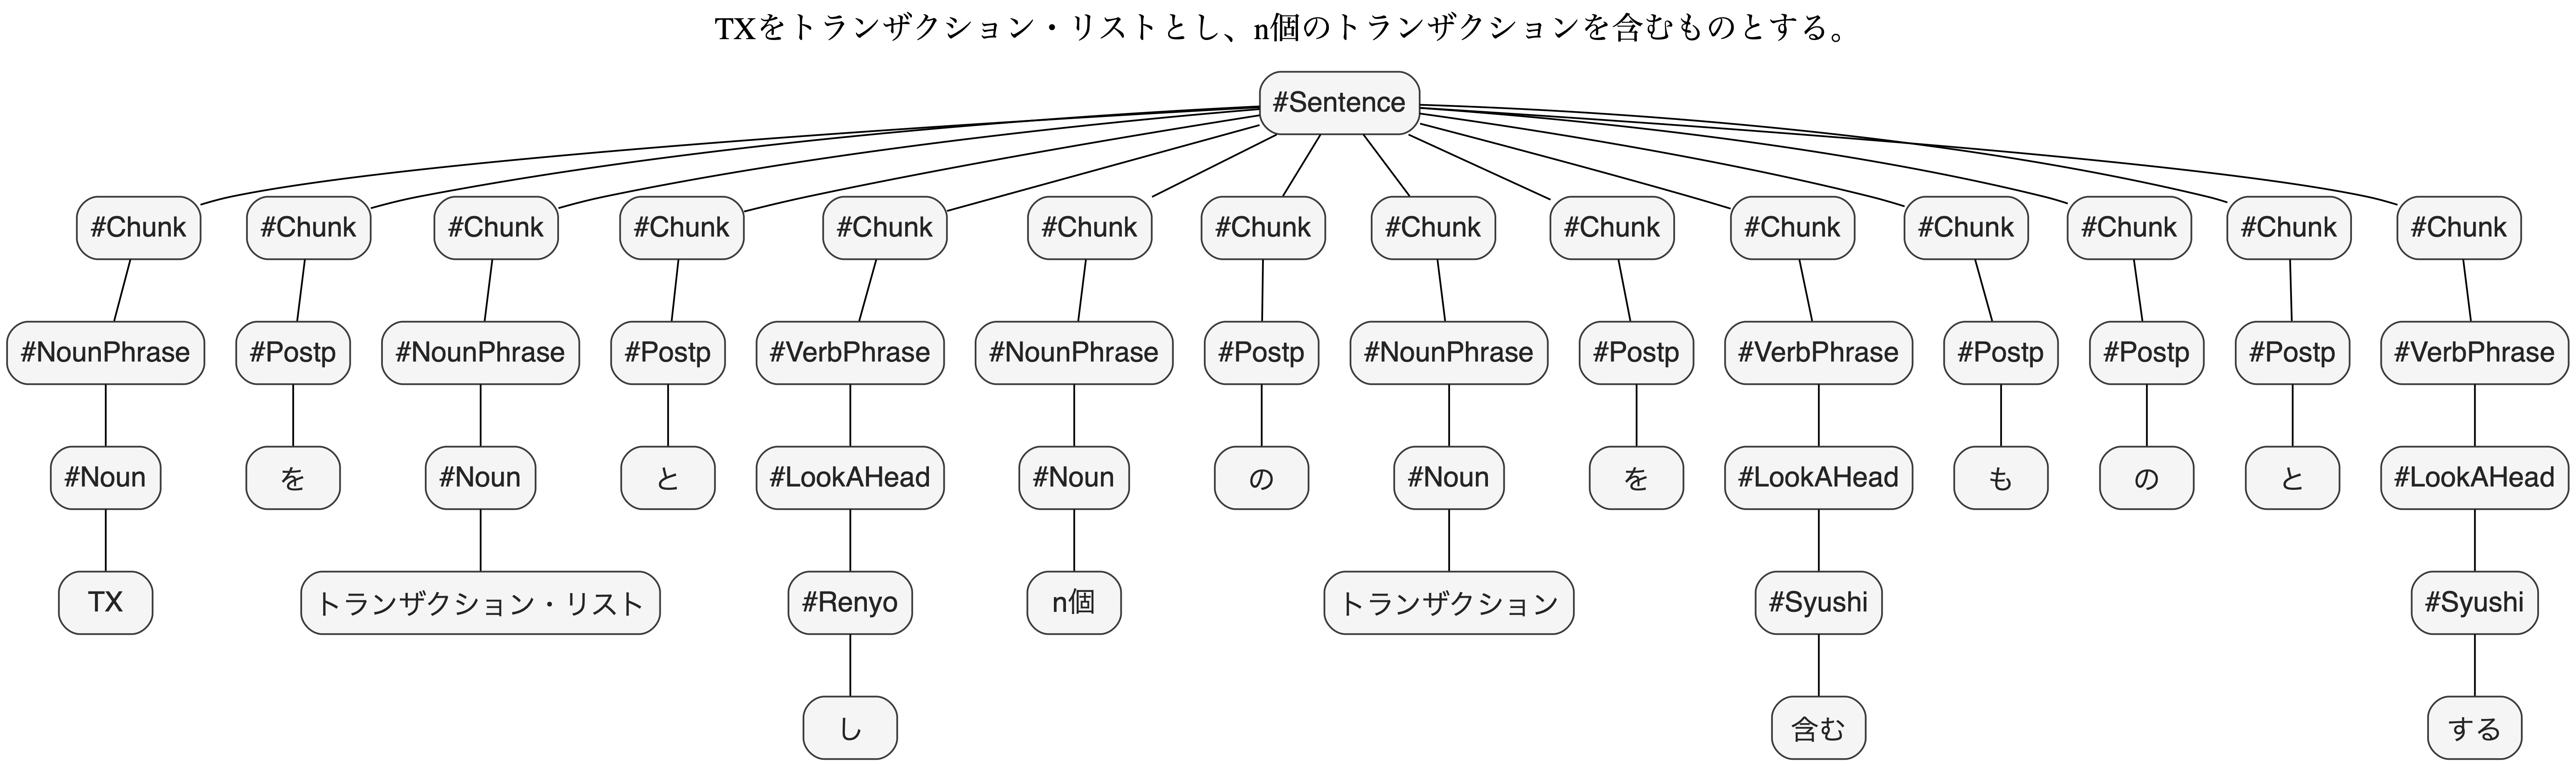 TXをトランザクション・リストとし、n個のトランザクションを含むものとする。
#Sentence
#Chunk #Chunk #Chunk #Chunk #Chunk #Chunk #Chunk #Chunk #Chunk #Chunk #Chunk #Chunk #Chunk #Chunk
#NounPhrase #Postp #NounPhrase #Postp #VerbPhrase #NounPhrase #Postp #NounPhrase #Postp #VerbPhrase #Postp #Postp #Postp #VerbPhrase
#Noun を #Noun と #LookAHead #Noun の #Noun を #LookAHead も の と #LookAHead
TX トランザクション・リスト #Renyo n個 トランザクション #Syushi #Syushi
し 含む する